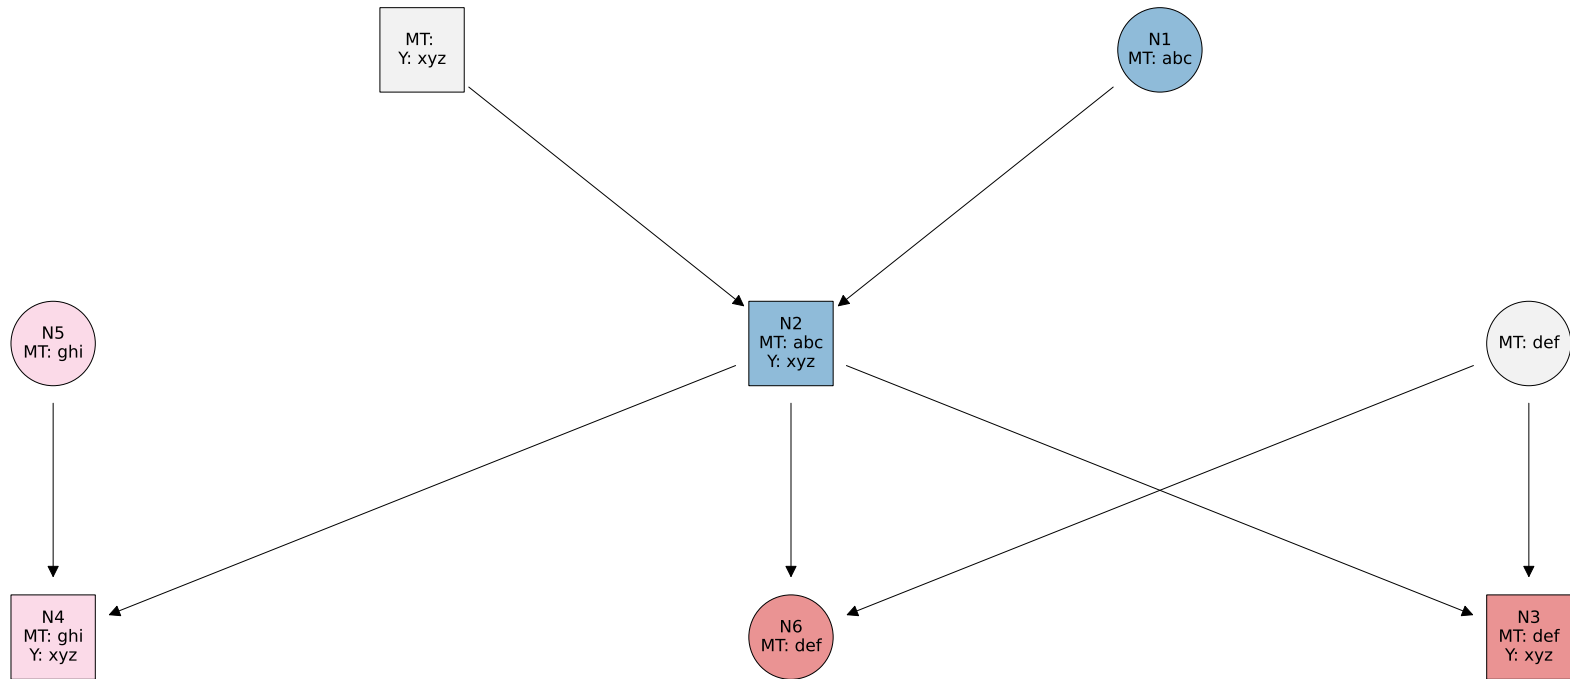 MT:
Y: xyz
N1
MT: abc
N5
MT: ghi
N2
MT: abc
Y: xyz
MT: def
N4
MT: ghi
Y: xyz
N6
MT: def
N3
MT: def
Y: xyz